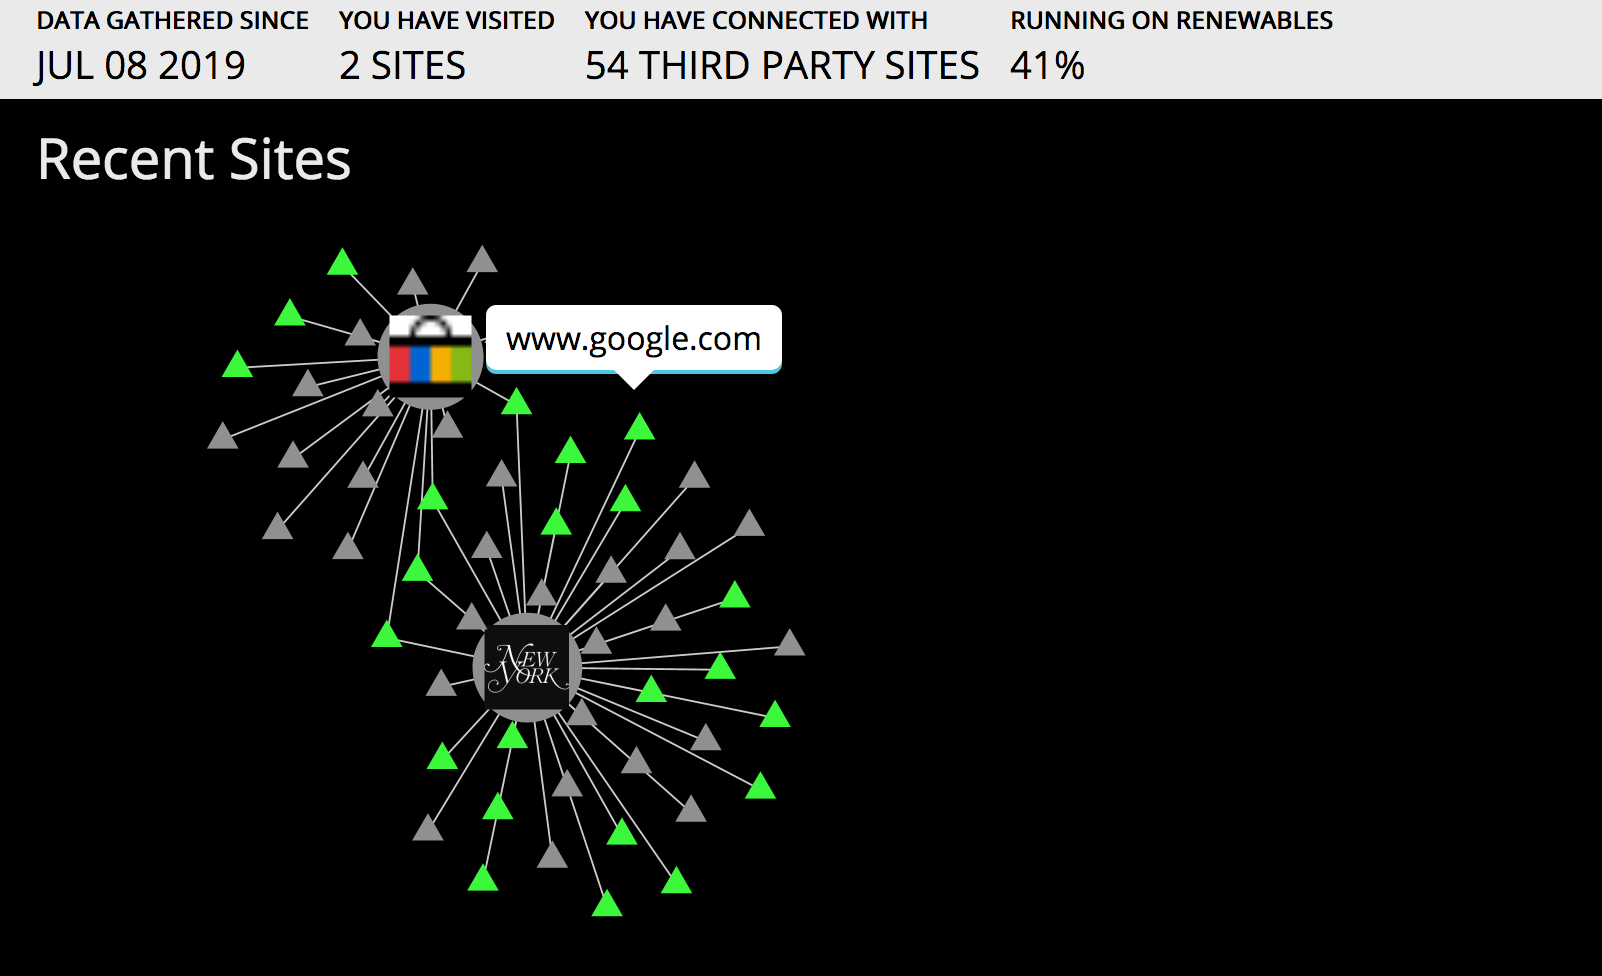 DATA GATHERED SINCE
JUL 08 2019
YOU HAVE VISITED
2 SITES
YOU HAVE CONNECTED WITH
54 THIRD PARTY SITES
RUNNING ON RENEWABLES
41%
Recent Sites
www.google.com
NEW
YORK